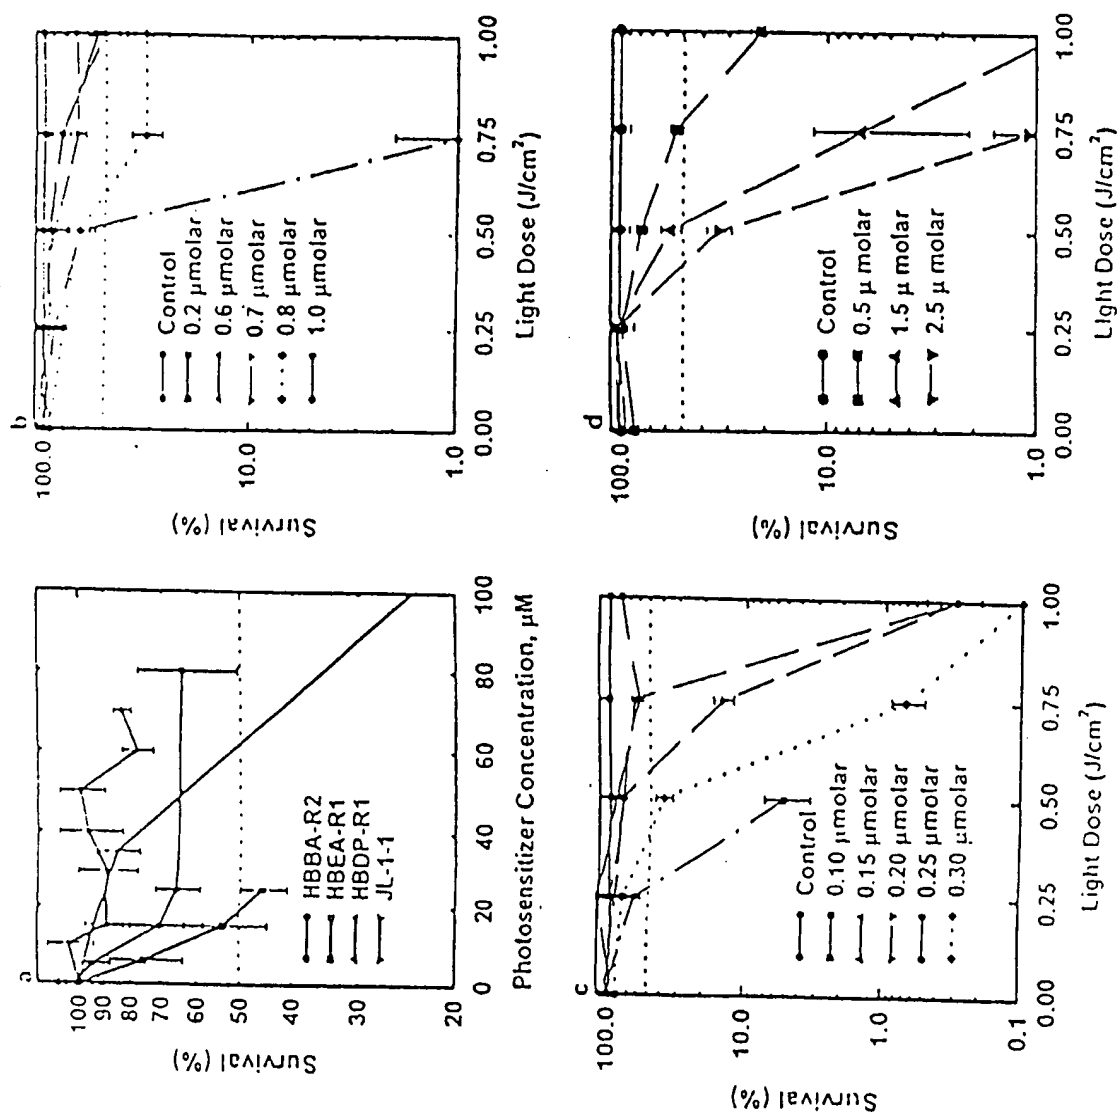 a
Survival (%)
100
90
80
70
60
50
40
30
20
0
20
40
60
80
100
Photosensitizer Concentration, μM
HBBA-R2
HBEA-R1
HBDP-R1
JL-1-1
b
Survival (%)
100.0
10.0
1.0
0.00
0.25
0.50
0.75
1.00
Light Dose (J/cm²)
Control
0.2 μmolar
0.6 μmolar
0.7 μmolar
0.8 μmolar
1.0 μmolar
c
Survival (%)
100.0
10.0
1.0
0.1
0.00
0.25
0.50
0.75
1.00
Light Dose (J/cm²)
Control
0.10 μmolar
0.15 μmolar
0.20 μmolar
0.25 μmolar
0.30 μmolar
d
Survival (%)
100.0
10.0
1.0
0.00
0.25
0.50
0.75
1.00
Light Dose (J/cm²)
Control
0.5 μ molar
1.5 μ molar
2.5 μ molar